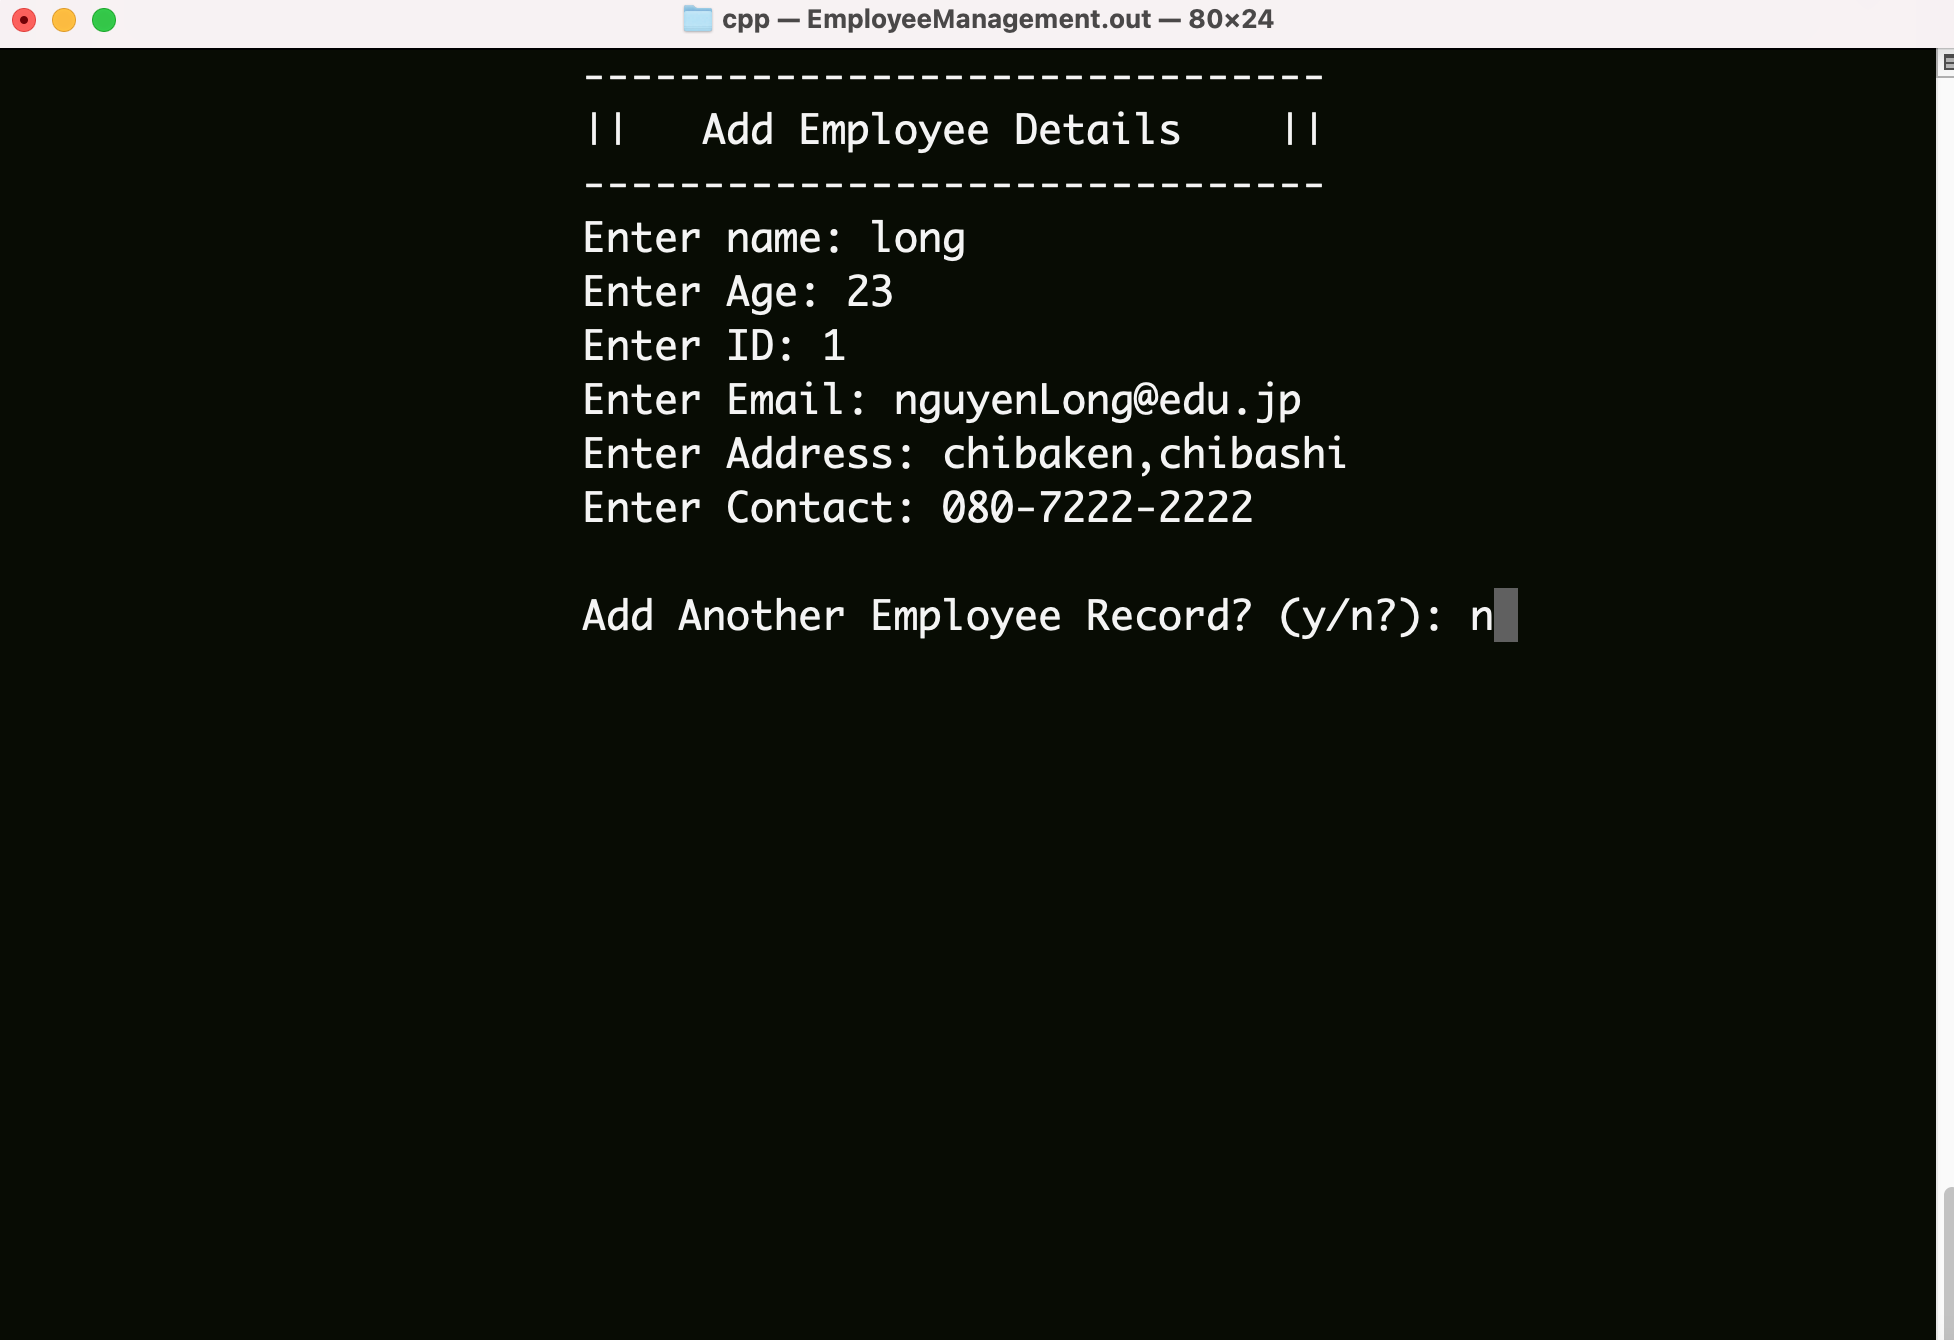 cpp — EmployeeManagement.out — 80×24
-------------------------------
||   Add Employee Details    ||
-------------------------------
Enter name: long
Enter Age: 23
Enter ID: 1
Enter Email: nguyenLong@edu.jp
Enter Address: chibaken,chibashi
Enter Contact: 080-7222-2222
Add Another Employee Record? (y/n?): n